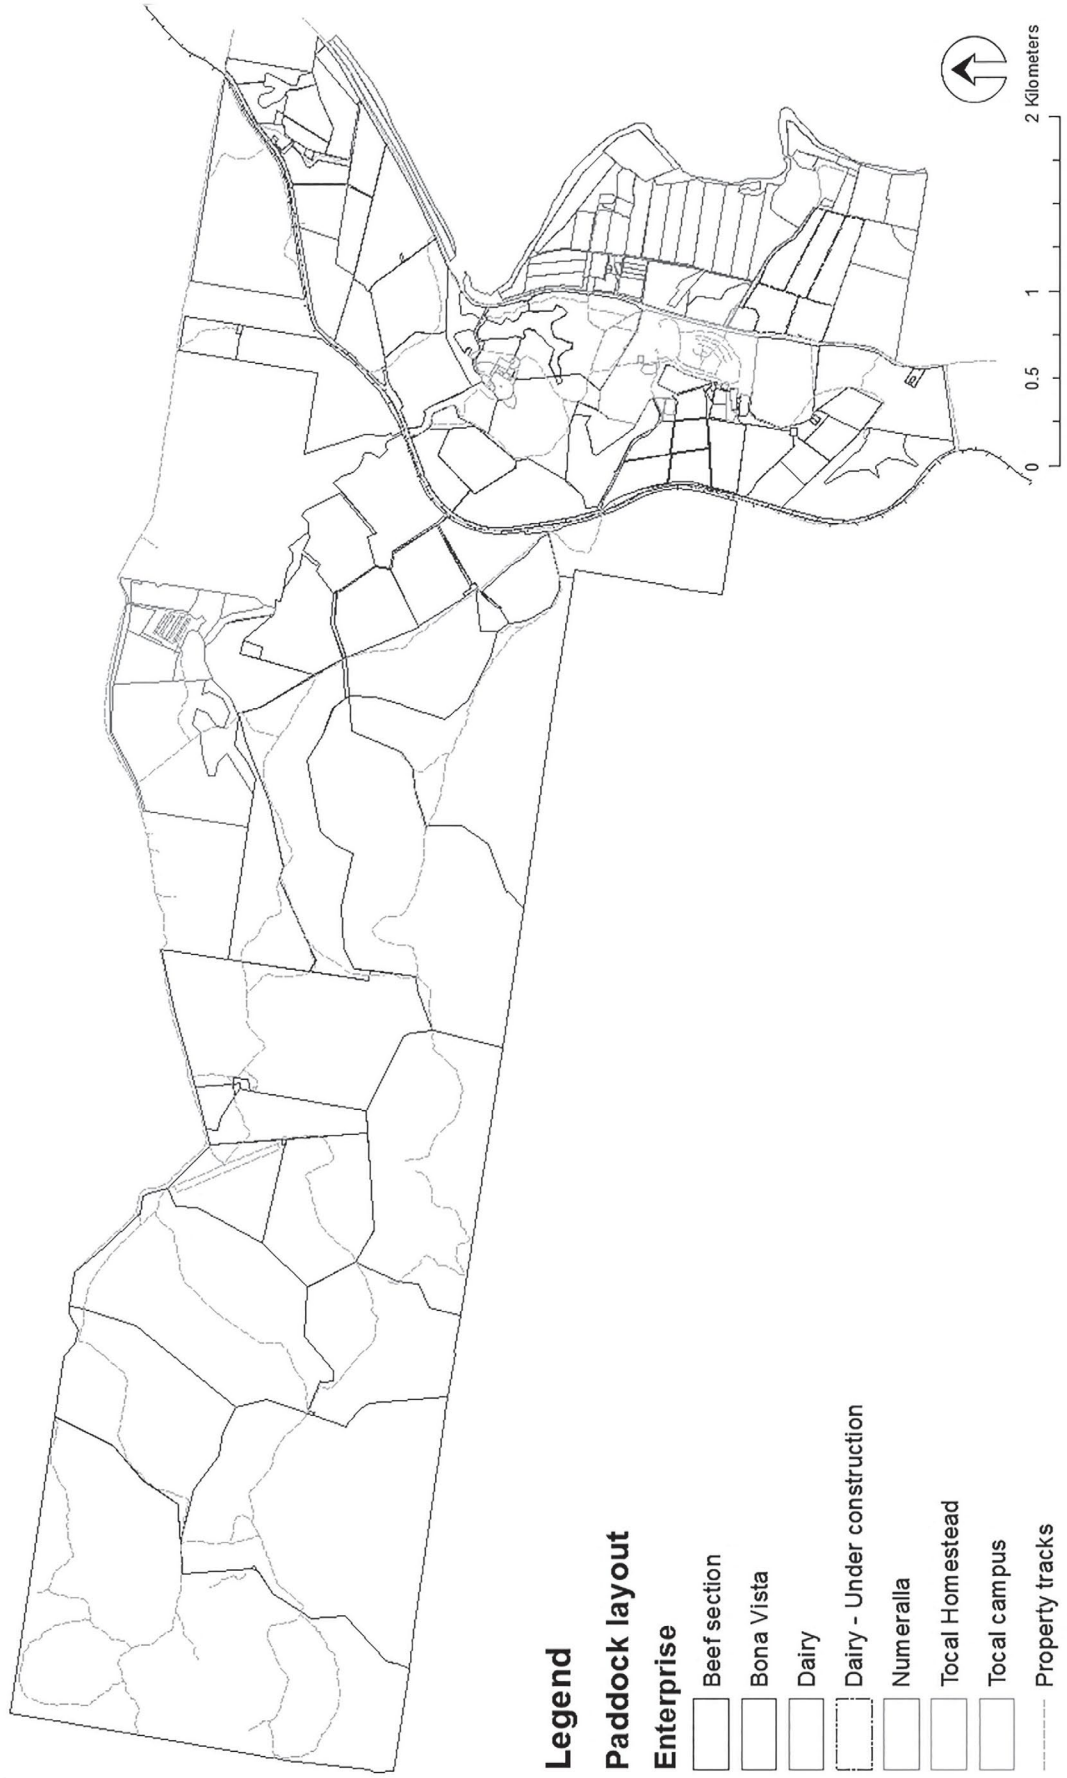 Legend
Paddock layout
Enterprise
Beef section
Bona Vista
Dairy
Dairy - Under construction
Numeralla
Tocal Homestead
Tocal campus
Property tracks
0 0.5 1 2 Kilometers